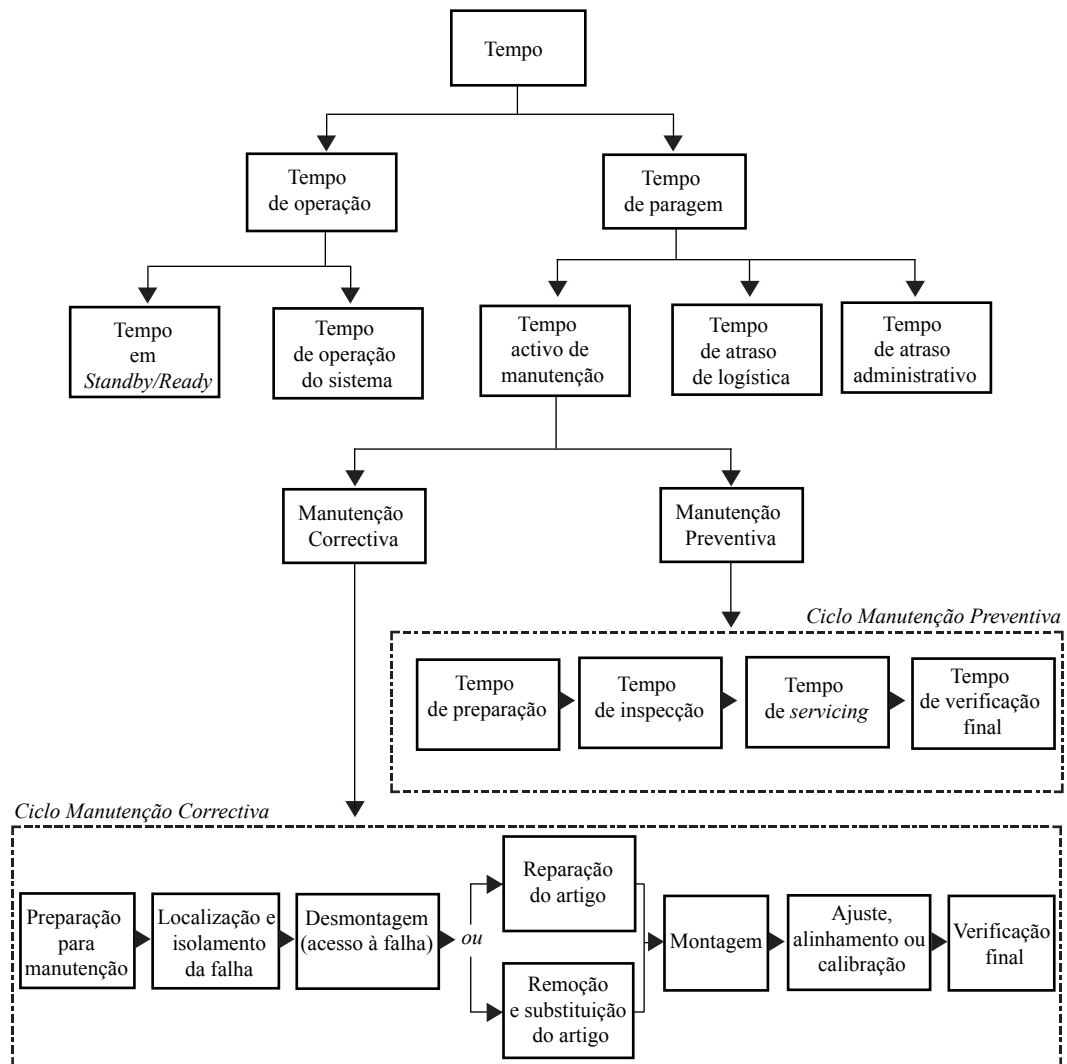 Tempo
Tempo
de operação
Tempo
de paragem
Tempo
em
Standby/Ready
Tempo
de operação
do sistema
Tempo
activo de
manutenção
Tempo
de atraso
de logística
Tempo
de atraso
administrativo
Manutenção
Correctiva
Manutenção
Preventiva
Ciclo Manutenção Preventiva
Tempo
de preparação
Tempo
de inspecção
Tempo
de servicing
Tempo
de verificação
final
Ciclo Manutenção Correctiva
Preparação
para
manutenção
Localização e
isolamento
da falha
Desmontagem
(acesso à falha)
ou
Reparação
do artigo
Remoção
e substituição
do artigo
Montagem
Ajuste,
alinhamento ou
calibração
Verificação
final